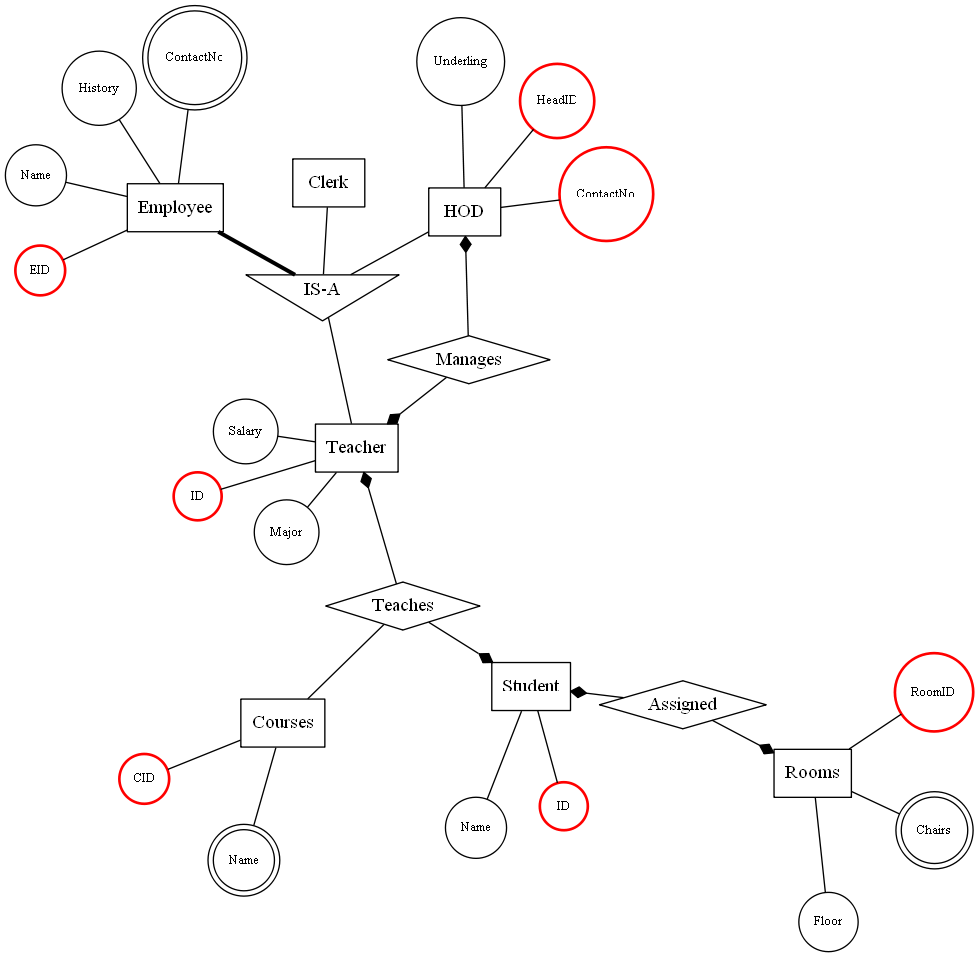 ContactNo
Underling
History
HeadID
Name
Clerk
ContactNo
Employee
HOD
EID
IS-A
Manages
Salary
Teacher
ID
Major
Teaches
Student
RoomID
Assigned
Courses
Rooms
CID
ID
Name
Chairs
Name
Floor